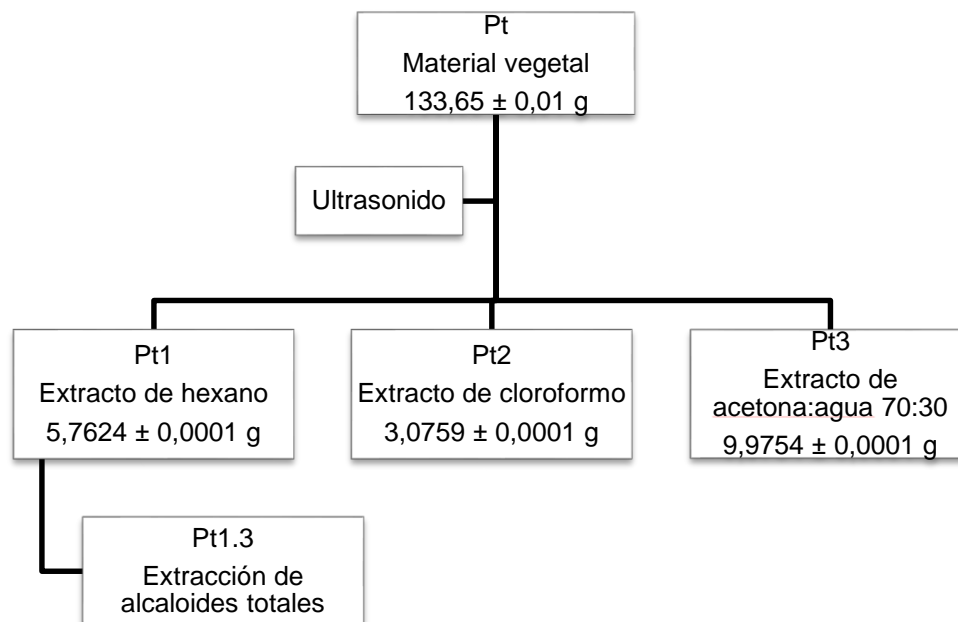 Pt
Material vegetal
133,65 ± 0,01 g
Ultrasonido
Pt1
Extracto de hexano
5,7624 ± 0,0001 g
Pt2
Extracto de cloroformo
3,0759 ± 0,0001 g
Pt3
Extracto de
acetona:agua 70:30
9,9754 ± 0,0001 g
Pt1.3
Extracción de
alcaloides totales